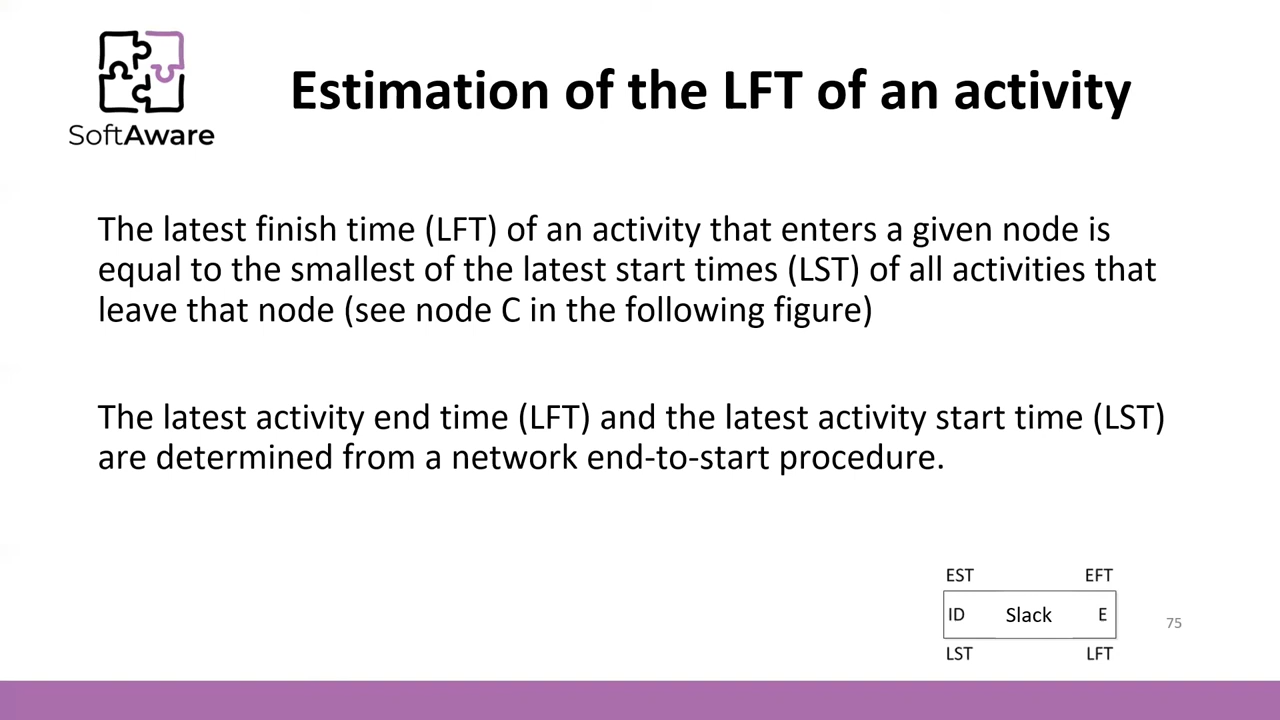 SoftAware
Estimation of the LFT of an activity
The latest finish time (LFT) of an activity that enters a given node is
equal to the smallest of the latest start times (LST) of all activities that
leave that node (see node C in the following figure)
The latest activity end time (LFT) and the latest activity start time (LST)
are determined from a network end-to-start procedure.
EST EFT
ID Slack E
LST LFT
75